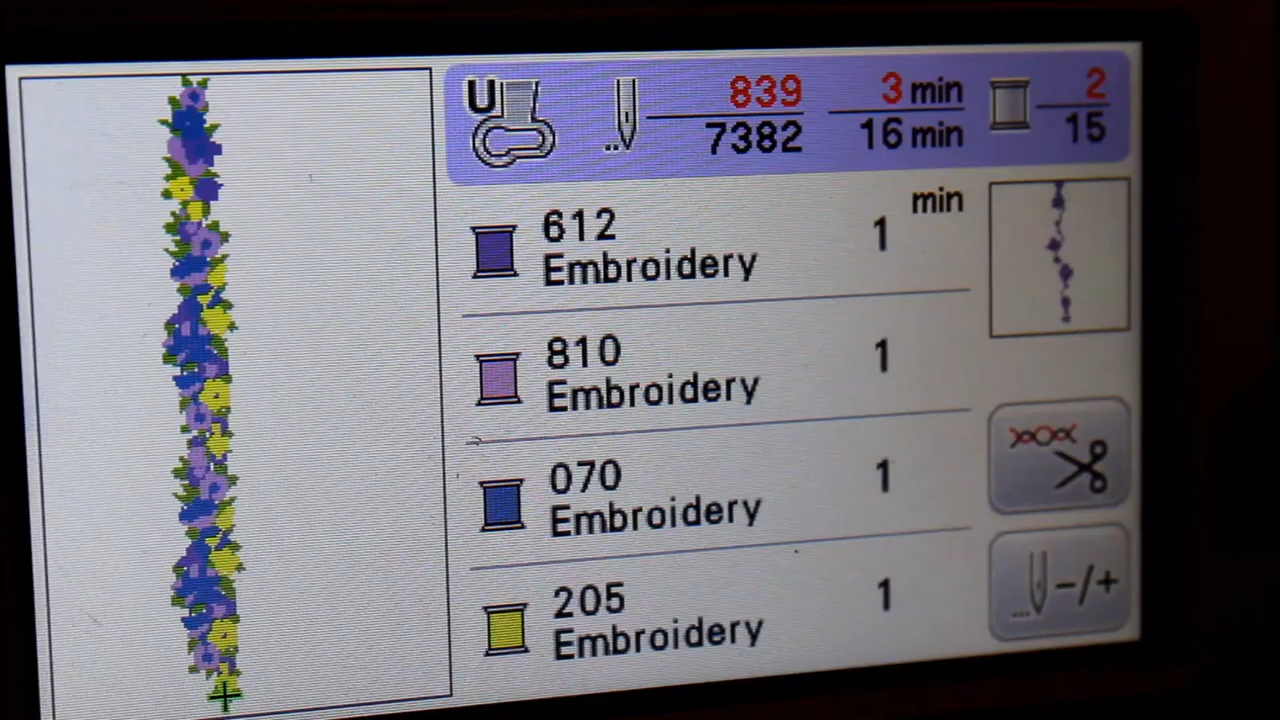 U 839 3 min 2
7382 16 min 15
min
612 1
Embroidery
810 1
Embroidery
070 1
Embroidery
205 1
Embroidery
-/+